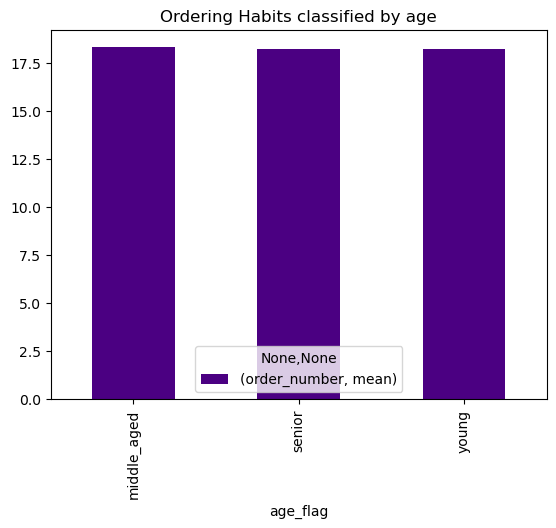 Ordering Habits classified by age
17.5
15.0
12.5
10.0
7.5
5.0
2.5
0.0
None,None
(order_number, mean)
middle_aged
senior
young
age_flag